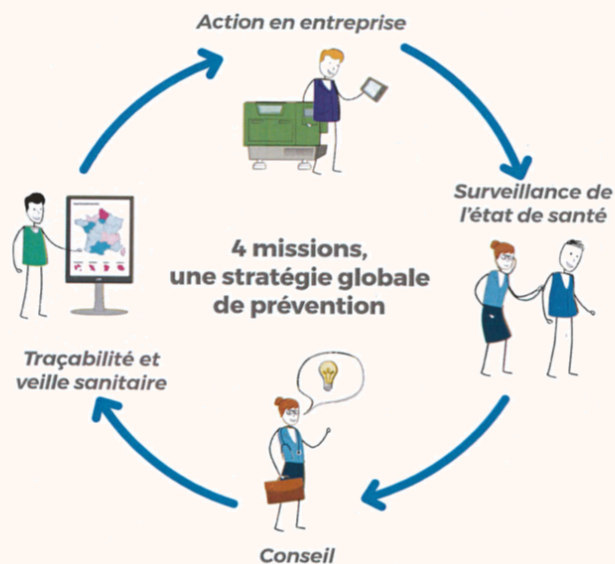 Action en entreprise
Surveillance de
l'état de santé
4 missions,
une stratégie globale
de prévention
Traçabilité et
veille sanitaire
Conseil